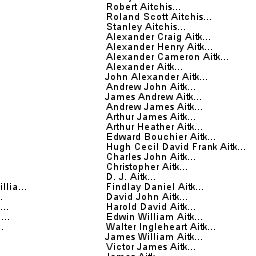 Robert Aitchis...
Roland Scott Aitchis...
Stanley Aitchis...
Alexander Craig Aitk...
Alexander Henry Aitk...
Alexander Cameron Aitk...
Alexander Aitk...
John Alexander Aitk...
Andrew John Aitk...
James Andrew Aitk...
Andrew James Aitk...
Arthur James Aitk...
Arthur Heather Aitk...
Edward Bouchier Aitk...
Hugh Cecil David Frank Aitk...
Charles John Aitk...
Christopher Aitk...
D. J. Aitk...
illia... Findlay Daniel Aitk...
David John Aitk...
Harold David Aitk...
Edwin William Aitk...
Walter Ingleheart Aitk...
James William Aitk...
Victor James Aitk...